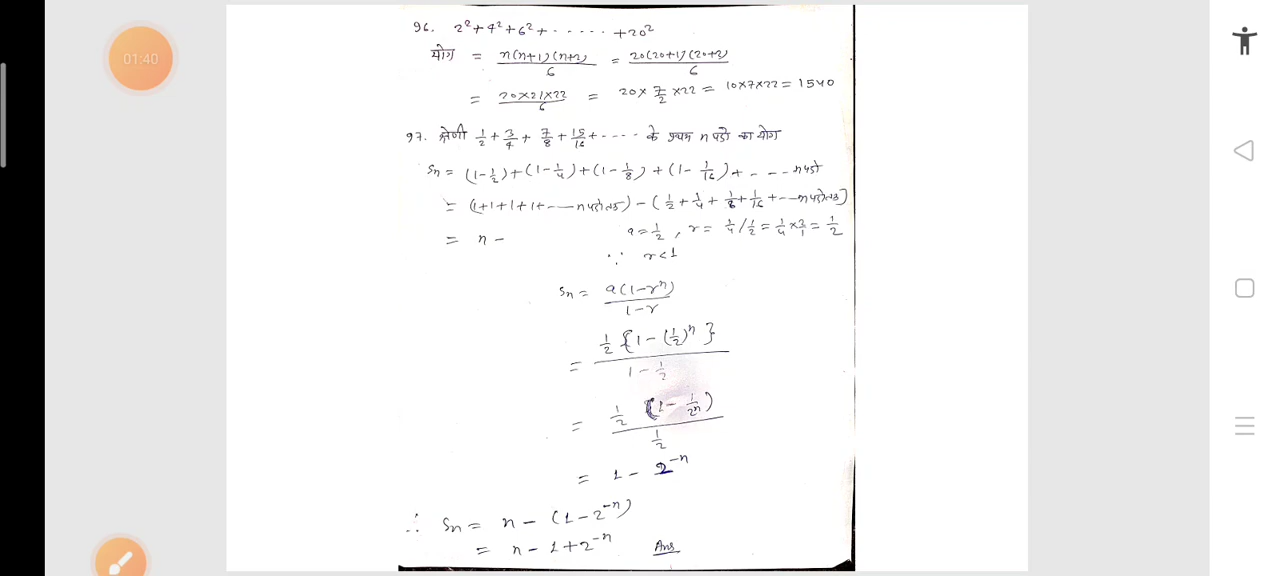 01:40
96. 2² + 4² + 6² + ...... + 20²
योग = n(n+1)(n+2)/6 = 20(20+1)(20+2)/6
= 20×21×22/6 = 20× 7/2 ×22 = 10×7×22 = 1540
97. श्रेणी 1/2 + 3/4 + 7/8 + 15/16 + ---- के प्रथम n पदों का योग
Sn = (1-1/2) + (1-1/4) + (1-1/8) + (1-1/16) + - - - n पदों
= (1+1+1+1+---- n पदों तक) - (1/2 + 1/4 + 1/8 + 1/16 + --- n पदों तक)
= n - a = 1/2 , r = 1/4 / 1/2 = 1/4 × 2/1 = 1/2
∵ r<1
Sn = a(1-rⁿ)/1-r
= 1/2 {1 - (1/2)ⁿ} / 1 - 1/2
= 1/2 (1 - 1/2ⁿ) / 1/2
= 1 - 2⁻ⁿ
∴ Sn = n - (1-2⁻ⁿ)
= n - 1 + 2⁻ⁿ Ans